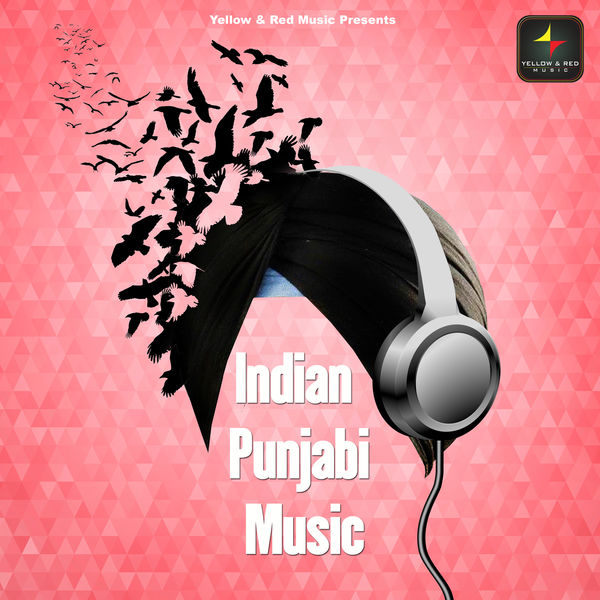 Yellow & Red Music Presents
YELLOW & RED
MUSIC
Indian
Punjabi
Music